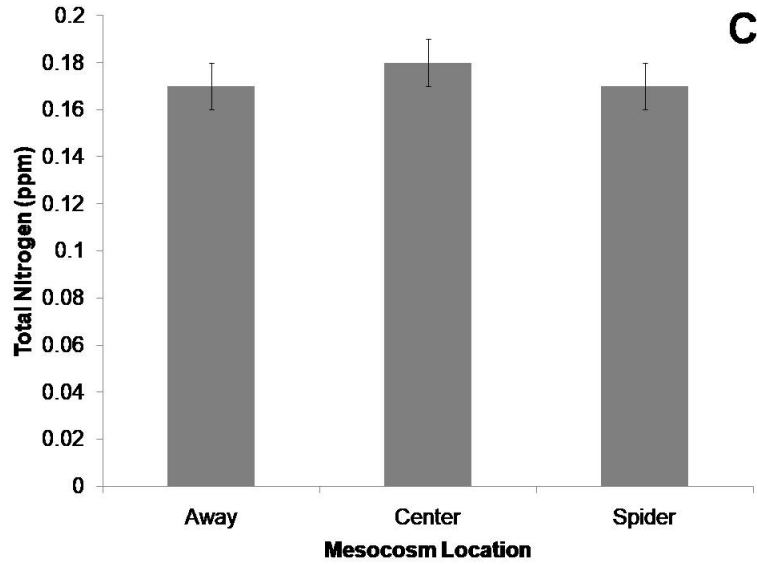 C
0.2
0.18
0.16
0.14
0.12
0.1
0.08
0.06
0.04
0.02
0
Total NItrogen (ppm)
Away Center Spider
Mesocosm Location